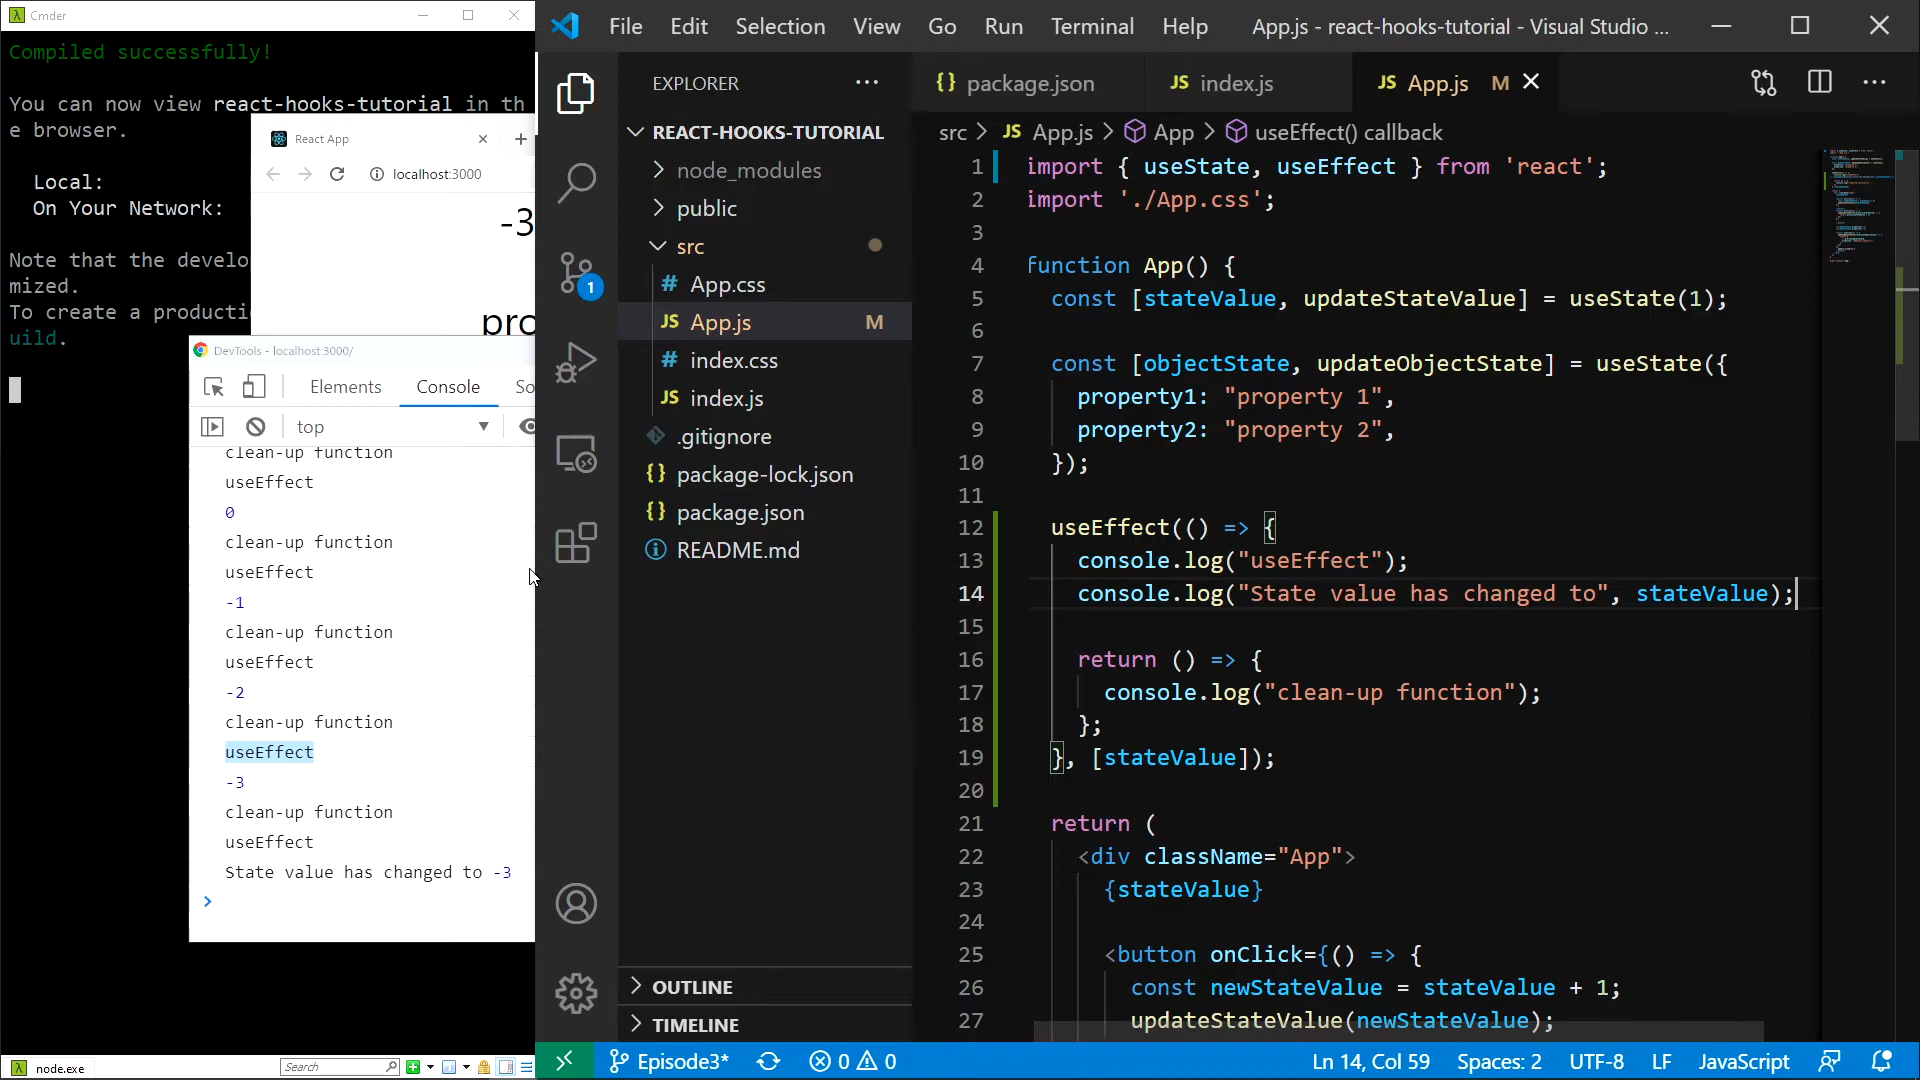 Cmder
Compiled successfully!
You can now view react-hooks-tutorial in th
e browser.
Local:
On Your Network:
Note that the develo
mized.
To create a producti
uild.
React App
localhost:3000
-3
pro
DevTools - localhost:3000/
Elements Console So
top
clean-up function
useEffect
0
clean-up function
useEffect
-1
clean-up function
useEffect
-2
clean-up function
useEffect
-3
clean-up function
useEffect
State value has changed to -3
node.exe
Search
File Edit Selection View Go Run Terminal Help App.js - react-hooks-tutorial - Visual Studio ...
EXPLORER
REACT-HOOKS-TUTORIAL
node_modules
public
src
# App.css
JS App.js M
# index.css
JS index.js
.gitignore
{} package-lock.json
{} package.json
README.md
OUTLINE
TIMELINE
1
{} package.json JS index.js JS App.js M
src > JS App.js > App > useEffect() callback
1 import { useState, useEffect } from 'react';
2 import './App.css';
3
4 function App() {
5 const [stateValue, updateStateValue] = useState(1);
6
7 const [objectState, updateObjectState] = useState({
8 property1: "property 1",
9 property2: "property 2",
10 });
11
12 useEffect(() => {
13 console.log("useEffect");
14 console.log("State value has changed to", stateValue);
15
16 return () => {
17 console.log("clean-up function");
18 };
19 }, [stateValue]);
20
21 return (
22 <div className="App">
23 {stateValue}
24
25 <button onClick={() => {
26 const newStateValue = stateValue + 1;
27 updateStateValue(newStateValue);
Episode3* 0 0 Ln 14, Col 59 Spaces: 2 UTF-8 LF JavaScript